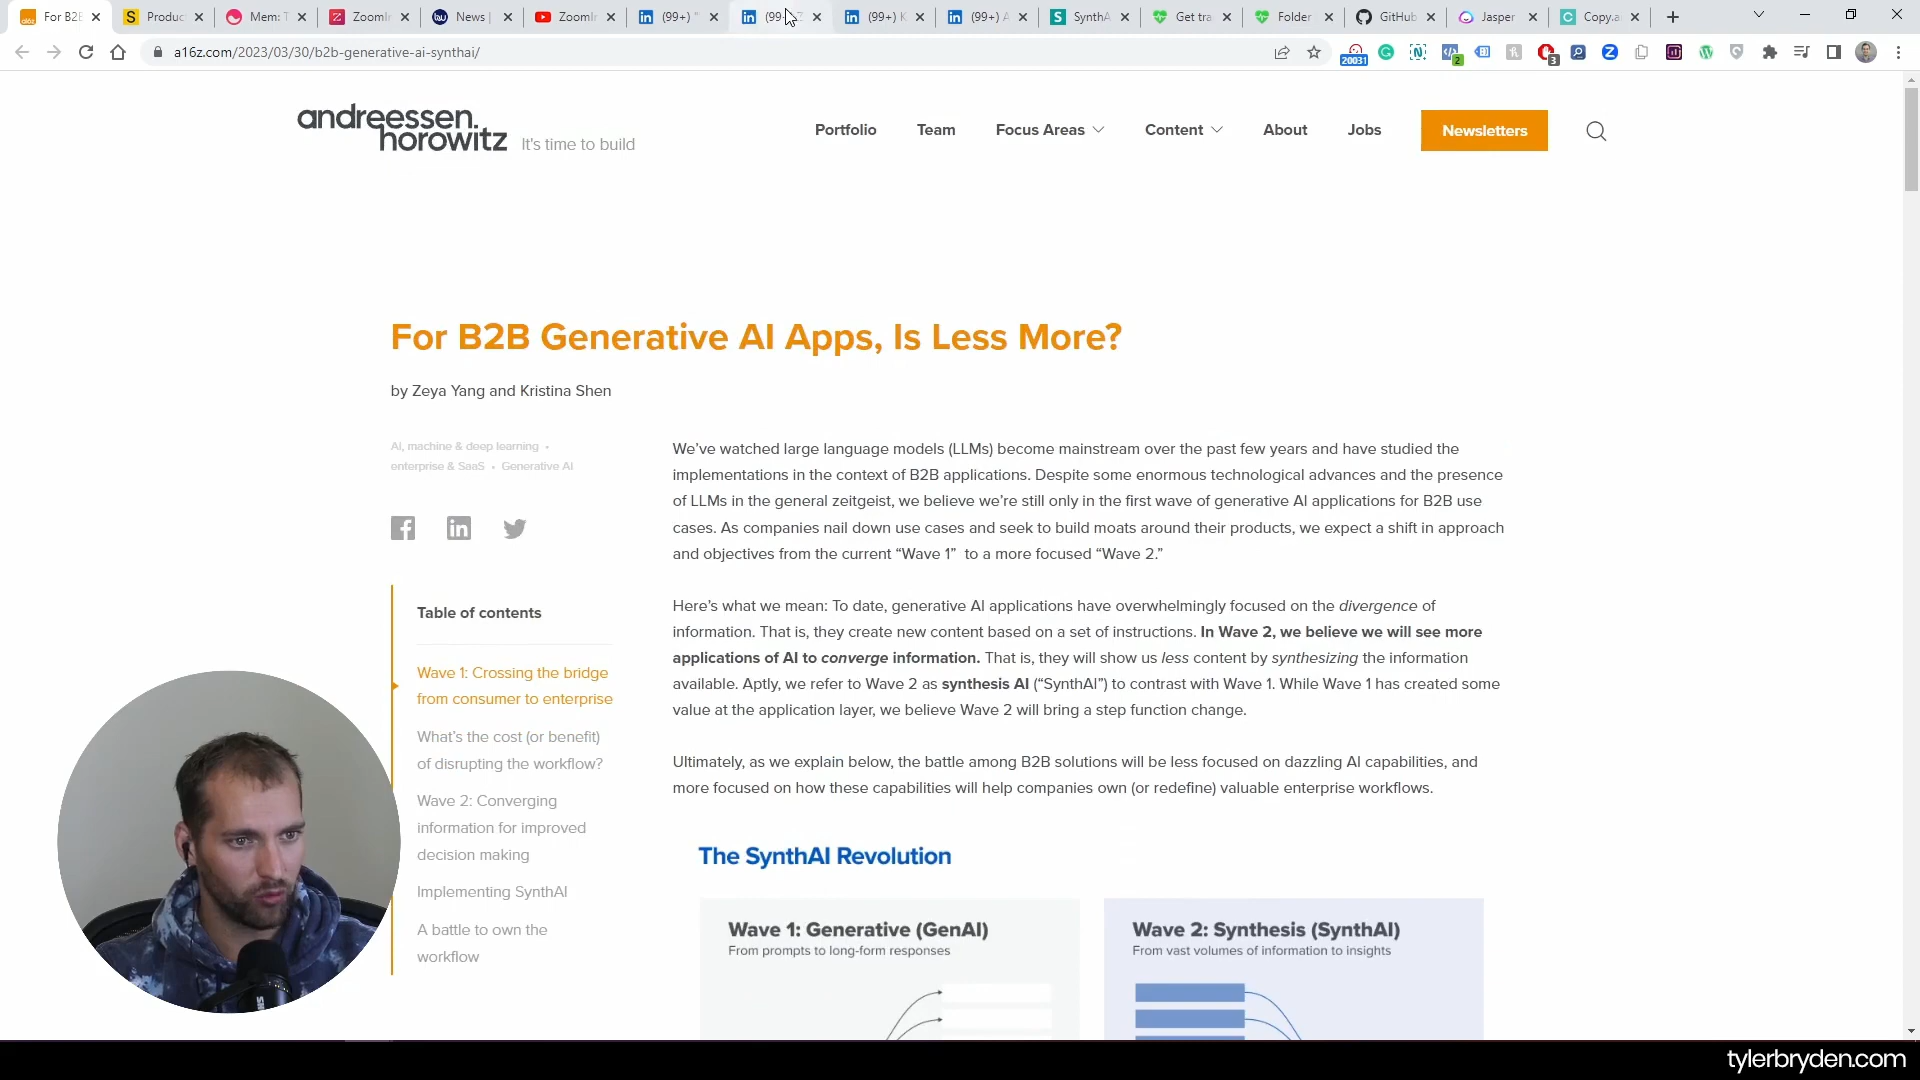 For B2B
Produc
Mem: T
ZoomIn
News |
ZoomIn
(99+) "
(99+)
(99+) K
(99+) A
SynthA
Get tra
Folder
GitHub
Jasper
Copy.a
a16z.com/2023/03/30/b2b-generative-ai-synthai/
20031
2
3
andreessen.
horowitz
It's time to build
Portfolio
Team
Focus Areas
Content
About
Jobs
Newsletters
For B2B Generative AI Apps, Is Less More?
by Zeya Yang and Kristina Shen
AI, machine & deep learning •
enterprise & SaaS • Generative AI
Table of contents
Wave 1: Crossing the bridge
from consumer to enterprise
What's the cost (or benefit)
of disrupting the workflow?
Wave 2: Converging
information for improved
decision making
Implementing SynthAI
A battle to own the
workflow
We've watched large language models (LLMs) become mainstream over the past few years and have studied the
implementations in the context of B2B applications. Despite some enormous technological advances and the presence
of LLMs in the general zeitgeist, we believe we're still only in the first wave of generative AI applications for B2B use
cases. As companies nail down use cases and seek to build moats around their products, we expect a shift in approach
and objectives from the current “Wave 1” to a more focused “Wave 2.”
Here's what we mean: To date, generative AI applications have overwhelmingly focused on the divergence of
information. That is, they create new content based on a set of instructions. In Wave 2, we believe we will see more
applications of AI to converge information. That is, they will show us less content by synthesizing the information
available. Aptly, we refer to Wave 2 as synthesis AI (“SynthAI”) to contrast with Wave 1. While Wave 1 has created some
value at the application layer, we believe Wave 2 will bring a step function change.
Ultimately, as we explain below, the battle among B2B solutions will be less focused on dazzling AI capabilities, and
more focused on how these capabilities will help companies own (or redefine) valuable enterprise workflows.
The SynthAI Revolution
Wave 1: Generative (GenAI)
From prompts to long-form responses
Wave 2: Synthesis (SynthAI)
From vast volumes of information to insights
tylerbryden.com